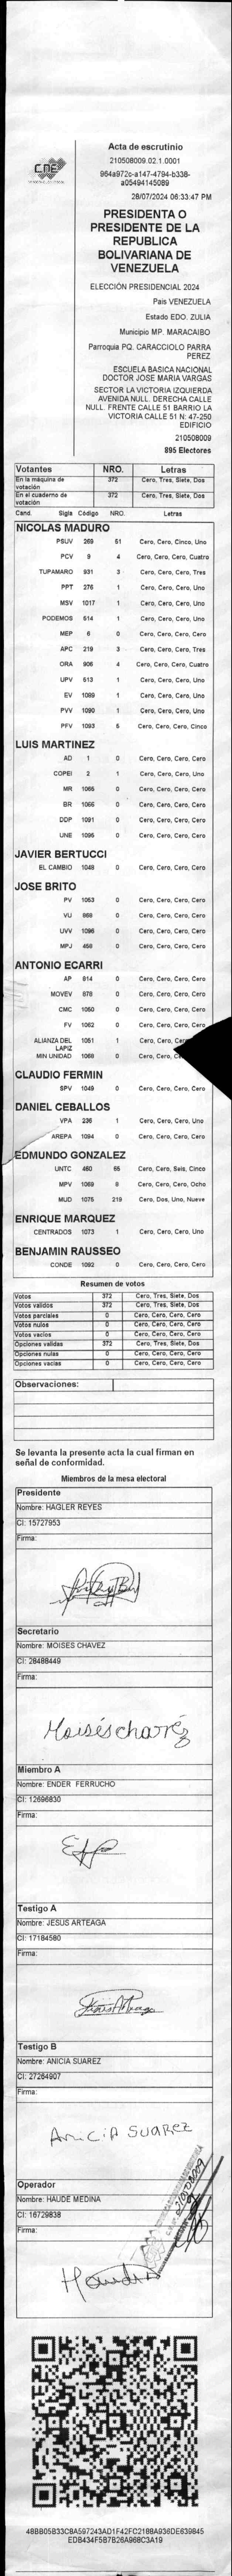 CNE
Acta de escrutinio
210508009.02.1.0001
964a972c-a147-4794-b338-
a05494145089
28/07/2024 06:33:47 PM
PRESIDENTA O
PRESIDENTE DE LA
REPUBLICA
BOLIVARIANA DE
VENEZUELA
ELECCIÓN PRESIDENCIAL 2024
Pais VENEZUELA
Estado EDO. ZULIA
Municipio MP. MARACAIBO
Parroquia PQ. CARACCIOLO PARRA
PEREZ
ESCUELA BASICA NACIONAL
DOCTOR JOSE MARIA VARGAS
SECTOR LA VICTORIA IZQUIERDA
AVENIDA NULL. DERECHA CALLE
NULL. FRENTE CALLE 51 BARRIO LA
VICTORIA CALLE 51 N: 47-250
EDIFICIO
210508009
895 Electores
Votantes NRO. Letras
En la máquina de votación 372 Cero, Tres, Siete, Dos
En el cuaderno de votación 372 Cero, Tres, Siete, Dos
Cand. Sigla Código NRO. Letras
NICOLAS MADURO
PSUV 269 51 Cero, Cero, Cinco, Uno
PCV 9 4 Cero, Cero, Cero, Cuatro
TUPAMARO 931 3 Cero, Cero, Cero, Tres
PPT 276 1 Cero, Cero, Cero, Uno
MSV 1017 1 Cero, Cero, Cero, Uno
PODEMOS 514 1 Cero, Cero, Cero, Uno
MEP 6 0 Cero, Cero, Cero, Cero
APC 219 3 Cero, Cero, Cero, Tres
ORA 906 4 Cero, Cero, Cero, Cuatro
UPV 513 1 Cero, Cero, Cero, Uno
EV 1099 1 Cero, Cero, Cero, Uno
PVV 1090 1 Cero, Cero, Cero, Uno
PFV 1093 5 Cero, Cero, Cero, Cinco
LUIS MARTINEZ
AD 1 0 Cero, Cero, Cero, Cero
COPEI 2 1 Cero, Cero, Cero, Uno
MR 1065 0 Cero, Cero, Cero, Cero
BR 1066 0 Cero, Cero, Cero, Cero
DDP 1091 0 Cero, Cero, Cero, Cero
UNE 1095 0 Cero, Cero, Cero, Cero
JAVIER BERTUCCI
EL CAMBIO 1048 0 Cero, Cero, Cero, Cero
JOSE BRITO
PV 1053 0 Cero, Cero, Cero, Cero
VU 968 0 Cero, Cero, Cero, Cero
UVV 1096 0 Cero, Cero, Cero, Cero
MPJ 458 0 Cero, Cero, Cero, Cero
ANTONIO ECARRI
AP 914 0 Cero, Cero, Cero, Cero
MOVEV 978 0 Cero, Cero, Cero, Cero
CMC 1050 0 Cero, Cero, Cero, Cero
FV 1062 0 Cero, Cero, Cero, Cero
ALIANZA DEL LAPIZ 1051 1 Cero, Cero,
MIN UNIDAD 1068 0 Cero, Cero,
CLAUDIO FERMIN
SPV 1049 0 Cero, Cero, Cero, Cero
DANIEL CEBALLOS
VPA 236 1 Cero, Cero, Cero, Uno
AREPA 1094 0 Cero, Cero, Cero, Cero
EDMUNDO GONZALEZ
UNTC 460 65 Cero, Cero, Seis, Cinco
MPV 1069 8 Cero, Cero, Cero, Ocho
MUD 1075 219 Cero, Dos, Uno, Nueve
ENRIQUE MARQUEZ
CENTRADOS 1073 1 Cero, Cero, Cero, Uno
BENJAMIN RAUSSEO
CONDE 1092 0 Cero, Cero, Cero, Cero
Resumen de votos
Votos 372 Cero, Tres, Siete, Dos
Votos validos 372 Cero, Tres, Siete, Dos
Votos parciales 0 Cero, Cero, Cero, Cero
Votos nulos 0 Cero, Cero, Cero, Cero
Votos vacios 0 Cero, Cero, Cero, Cero
Opciones validas 372 Cero, Tres, Siete, Dos
Opciones nulas 0 Cero, Cero, Cero, Cero
Opciones vacias 0 Cero, Cero, Cero, Cero
Observaciones:
Se levanta la presente acta la cual firman en
señal de conformidad.
Miembros de la mesa electoral
Presidente
Nombre: HAGLER REYES
CI: 15727953
Firma:
Secretario
Nombre: MOISES CHAVEZ
CI: 28488449
Firma:
Moisés chavéz
Miembro A
Nombre: ENDER FERRUCHO
CI: 12696830
Firma:
Testigo A
Nombre: JESUS ARTEAGA
CI: 17184580
Firma:
Testigo B
Nombre: ANICIA SUAREZ
CI: 27264907
Firma:
AniCiA SUAREZ
Operador
Nombre: HAUDE MEDINA
CI: 16729838
Firma:
210508009
48BB05B33C8A597243AD1F42FC2188A936DE639845
EDB434F5B7B26A968C3A19